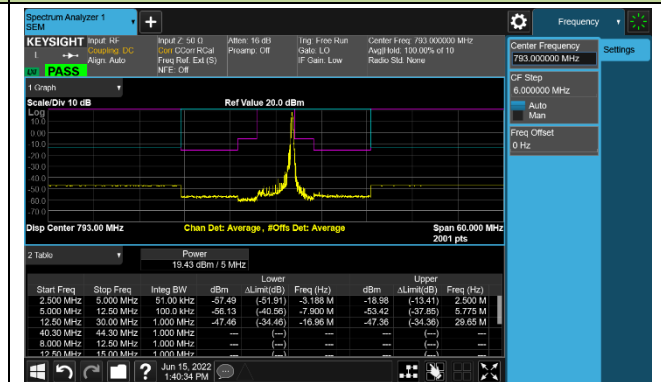 Spectrum Analyzer 1
SEM
Frequency
KEYSIGHT Input: RF Input Z: 50 Ω Atten: 16 dB Trig: Free Run Center Freq: 793.000000 MHz
L Coupling: DC Corr CCorr RCal Preamp: Off Gate: LO Avg|Hold: 100.00% of 10
Align: Auto Freq Ref: Ext (S) IF Gain: Low Radio Std: None
PASS NFE: Off
Center Frequency
793.000000 MHz
Settings
CF Step
6.000000 MHz
Auto
Man
Freq Offset
0 Hz
1 Graph
Scale/Div 10 dB Ref Value 20.0 dBm
Log
10.0
0.00
-10.0
-20.0
-30.0
-40.0
-50.0
-60.0
-70.0
Disp Center 793.00 MHz Chan Det: Average, #Offs Det: Average Span 60.000 MHz
2001 pts
2 Table
Power
19.43 dBm / 5 MHz
Lower Upper
Start Freq Stop Freq Integ BW dBm ΔLimit(dB) Freq (Hz) dBm ΔLimit(dB) Freq (Hz)
2.500 MHz 5.000 MHz 51.00 kHz -57.49 (-51.91) -3.188 M -18.98 (-13.41) 2.500 M
5.000 MHz 12.50 MHz 100.0 kHz -56.13 (-40.56) -7.900 M -53.42 (-37.85) 5.775 M
12.50 MHz 30.00 MHz 1.000 MHz -47.46 (-34.46) -16.96 M -47.36 (-34.36) 29.65 M
40.30 MHz 44.30 MHz 1.000 MHz --- (---) --- (---)
8.000 MHz 12.50 MHz 1.000 MHz --- (---) --- (---)
12.50 MHz 15.00 MHz 1.000 MHz --- (---) --- (---)
Jun 15, 2022
1:40:34 PM